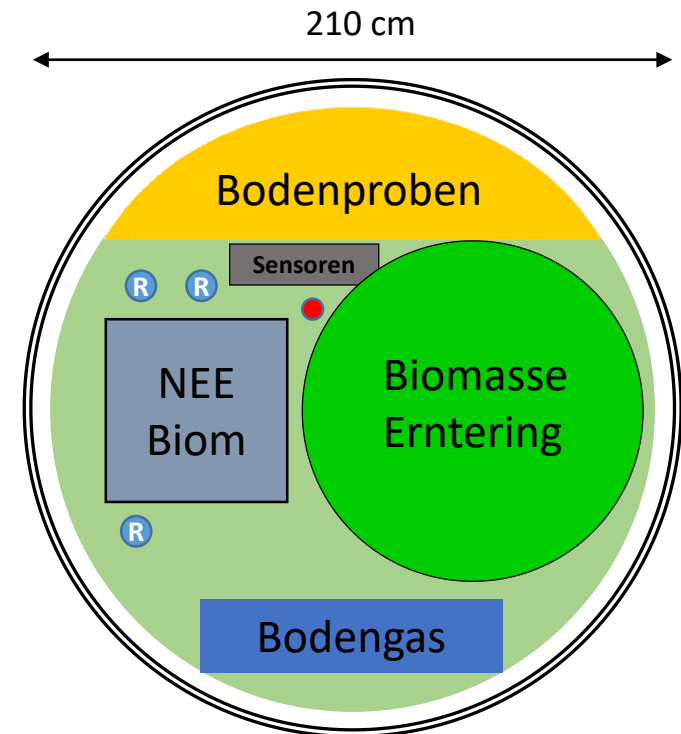 210 cm
Bodenproben
Sensoren
R
R
NEE
Biom
Biomasse
Erntering
R
Bodengas